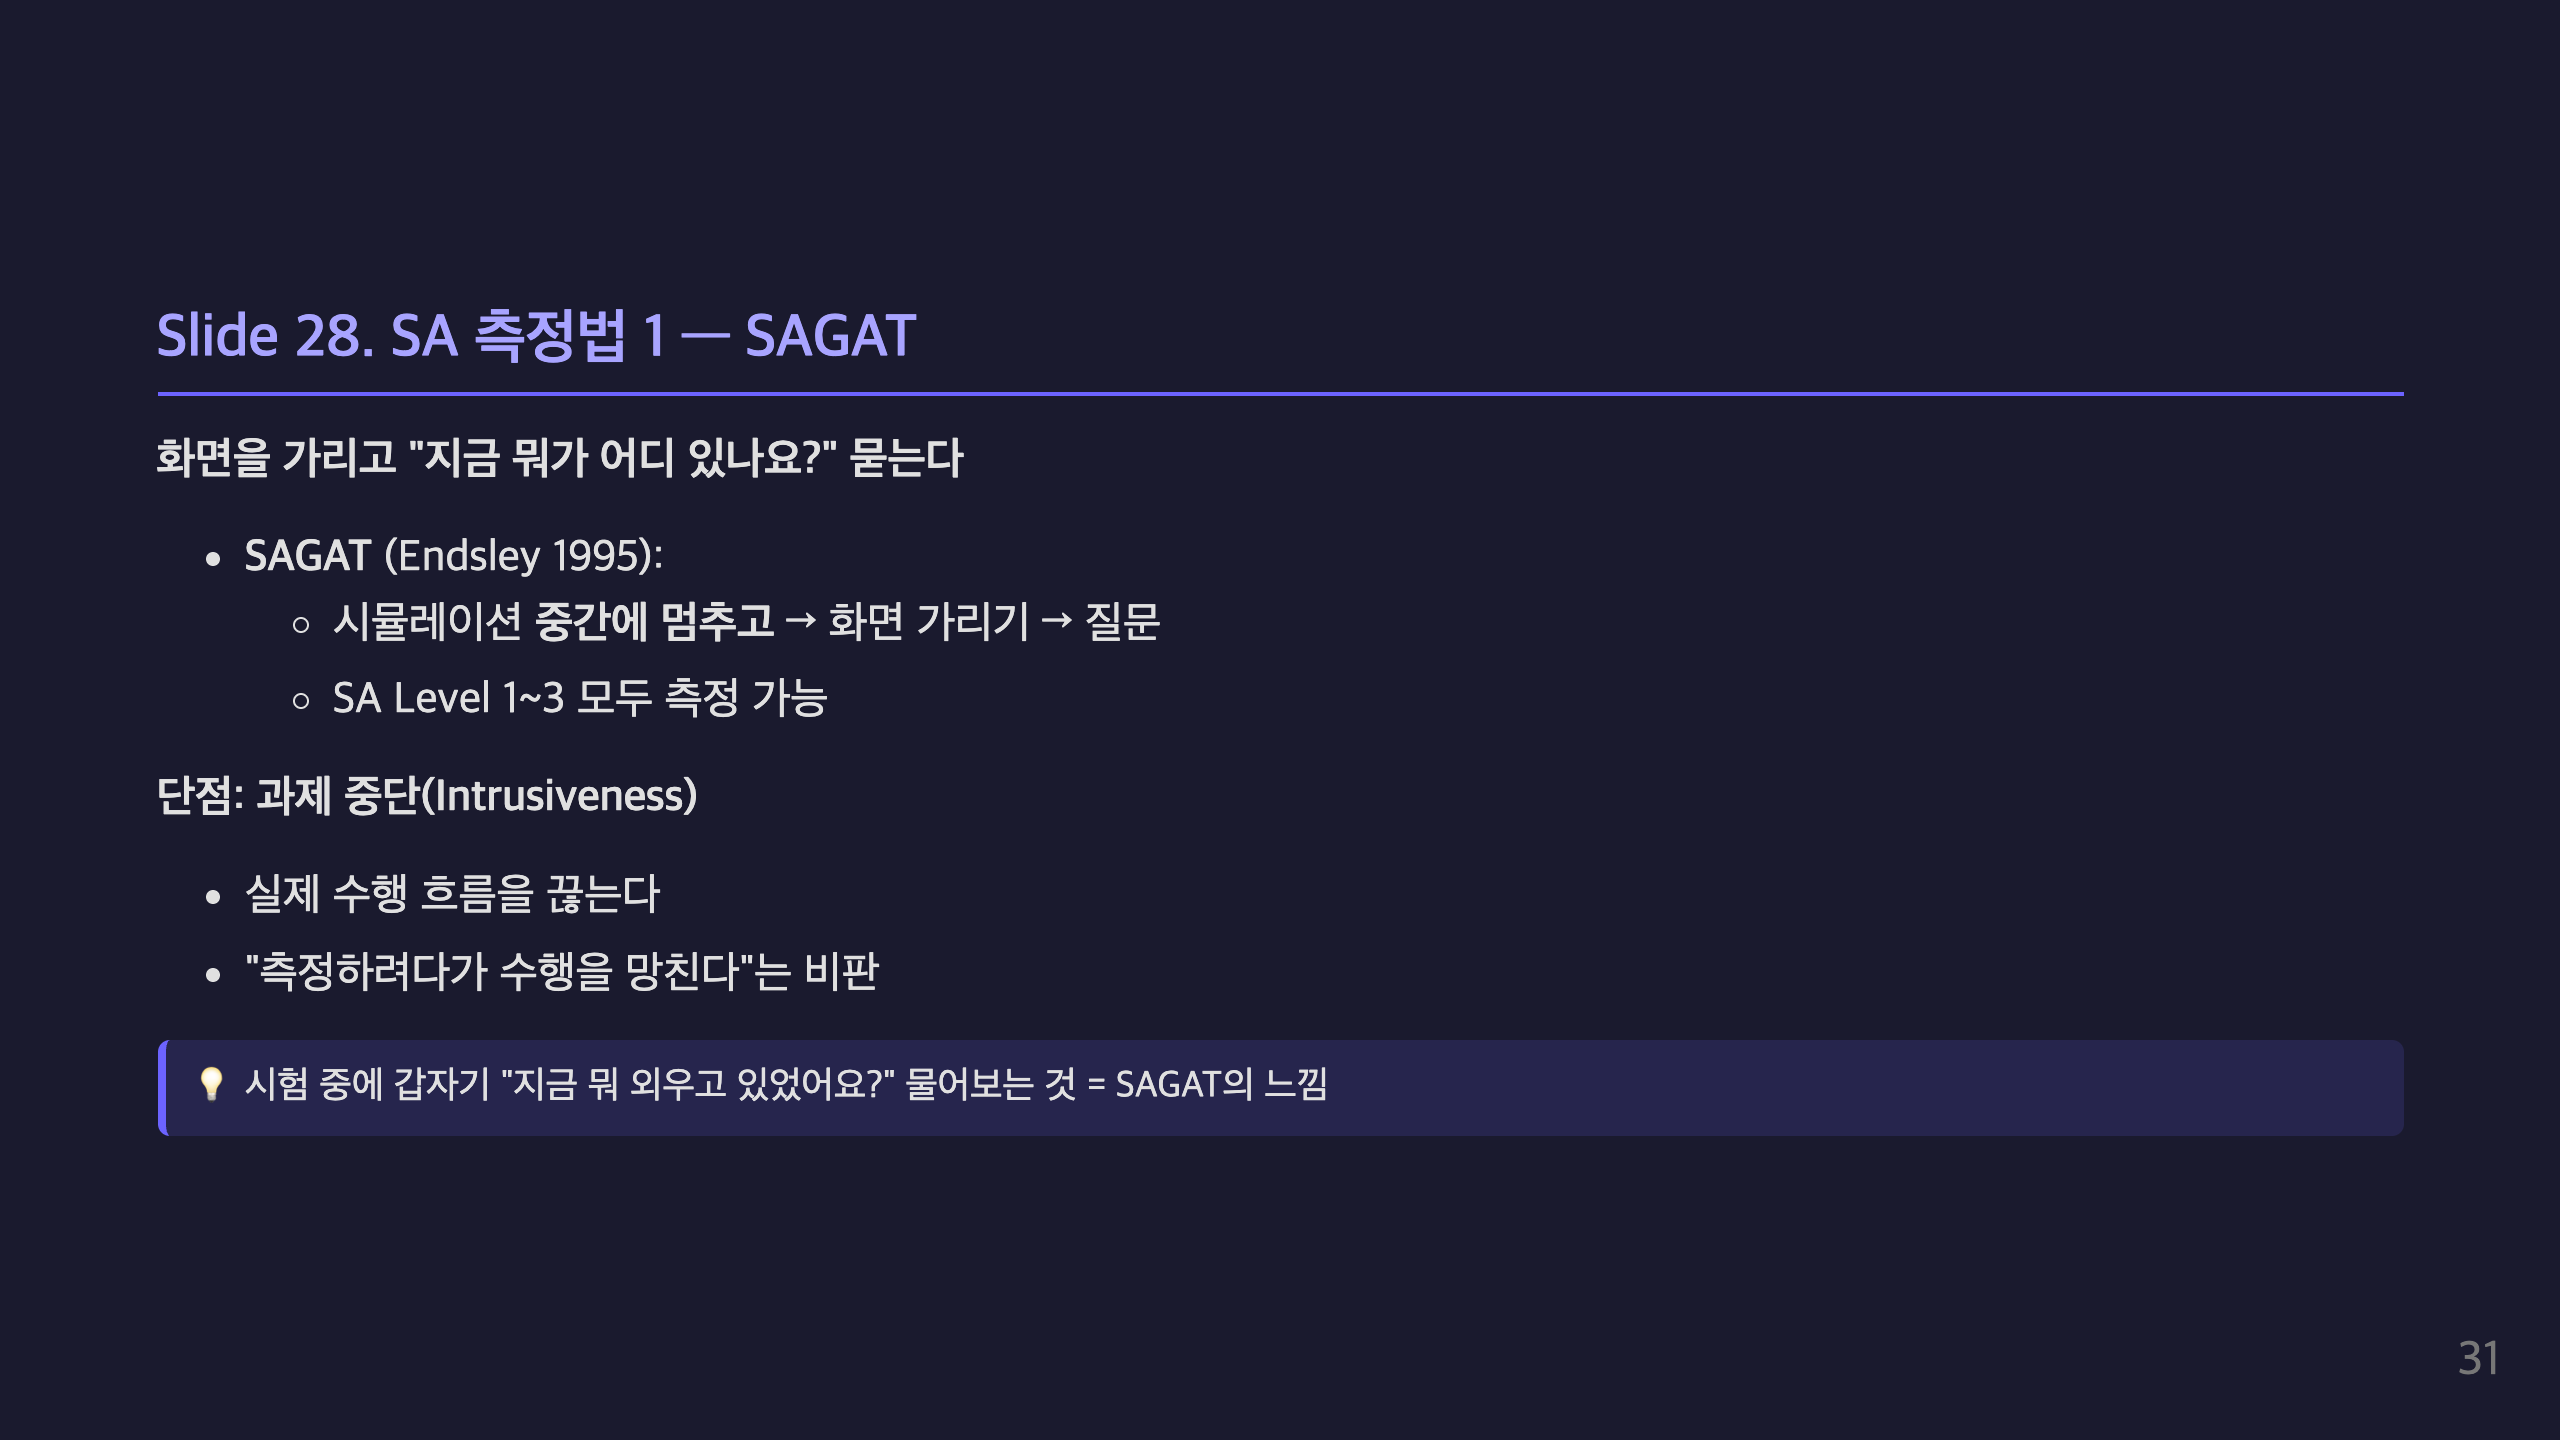 Slide 28. SA 측정법 1 — SAGAT
화면을 가리고 "지금 뭐가 어디 있나요?" 묻는다
• SAGAT (Endsley 1995):
◦ 시뮬레이션 중간에 멈추고 → 화면 가리기 → 질문
◦ SA Level 1~3 모두 측정 가능
단점: 과제 중단(Intrusiveness)
• 실제 수행 흐름을 끊는다
• "측정하려다가 수행을 망친다"는 비판
💡 시험 중에 갑자기 "지금 뭐 외우고 있었어요?" 물어보는 것 = SAGAT의 느낌
31